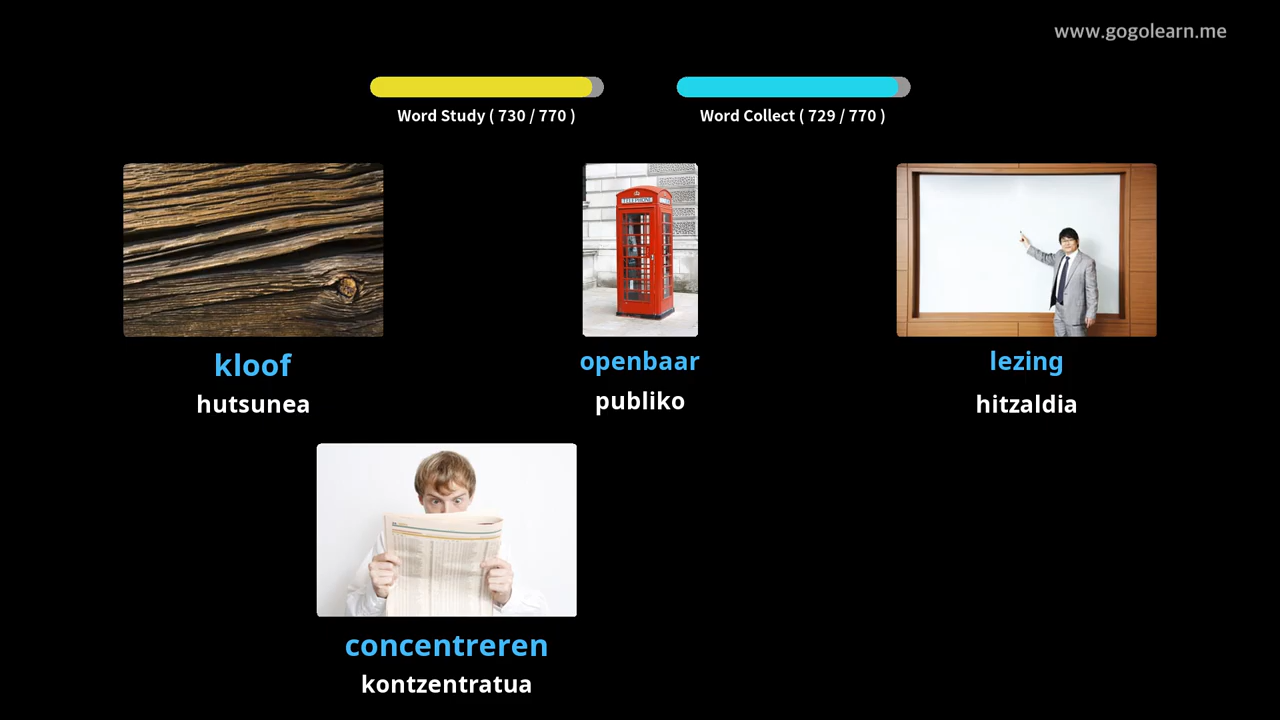 www.gogolearn.me
Word Study ( 730 / 770 )
Word Collect ( 729 / 770 )
TELEPHONE
kloof
openbaar
lezing
hutsunea
publiko
hitzaldia
concentreren
kontzentratua